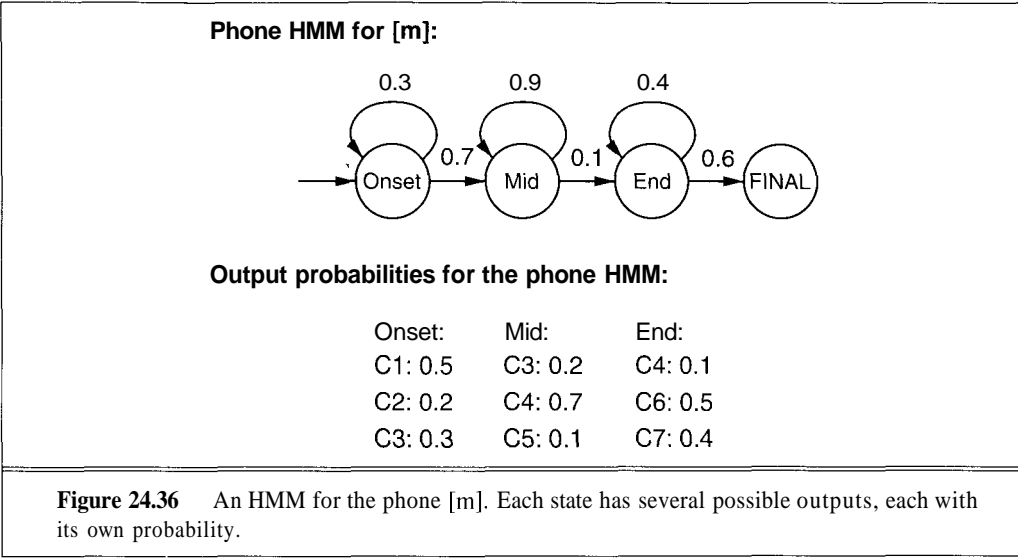 Phone HMM for [m]:
0.3 0.9 0.4
0.7 0.1 0.6
Onset Mid End FINAL
Output probabilities for the phone HMM:
Onset: Mid: End:
C1: 0.5 C3: 0.2 C4: 0.1
C2: 0.2 C4: 0.7 C6: 0.5
C3: 0.3 C5: 0.1 C7: 0.4
Figure 24.36 An HMM for the phone [m]. Each state has several possible outputs, each with
its own probability.